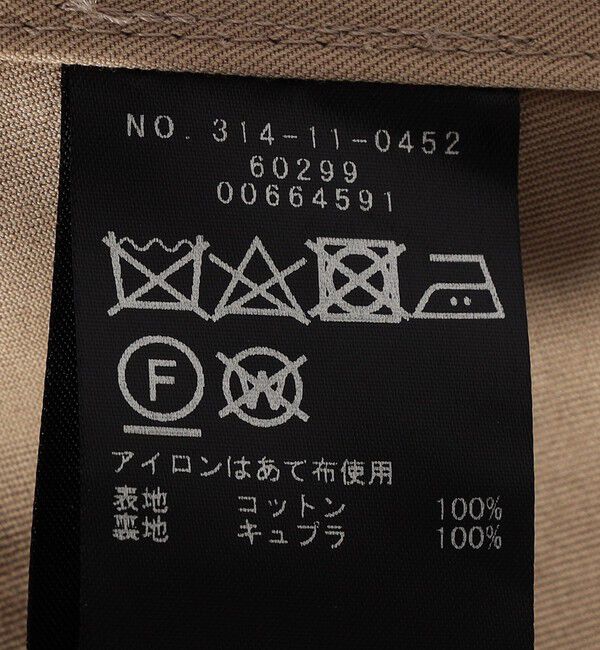 NO. 314-11-0452
60299
00664591
F W
アイロンはあて布使用
表地 コットン 100%
裏地 キュプラ 100%